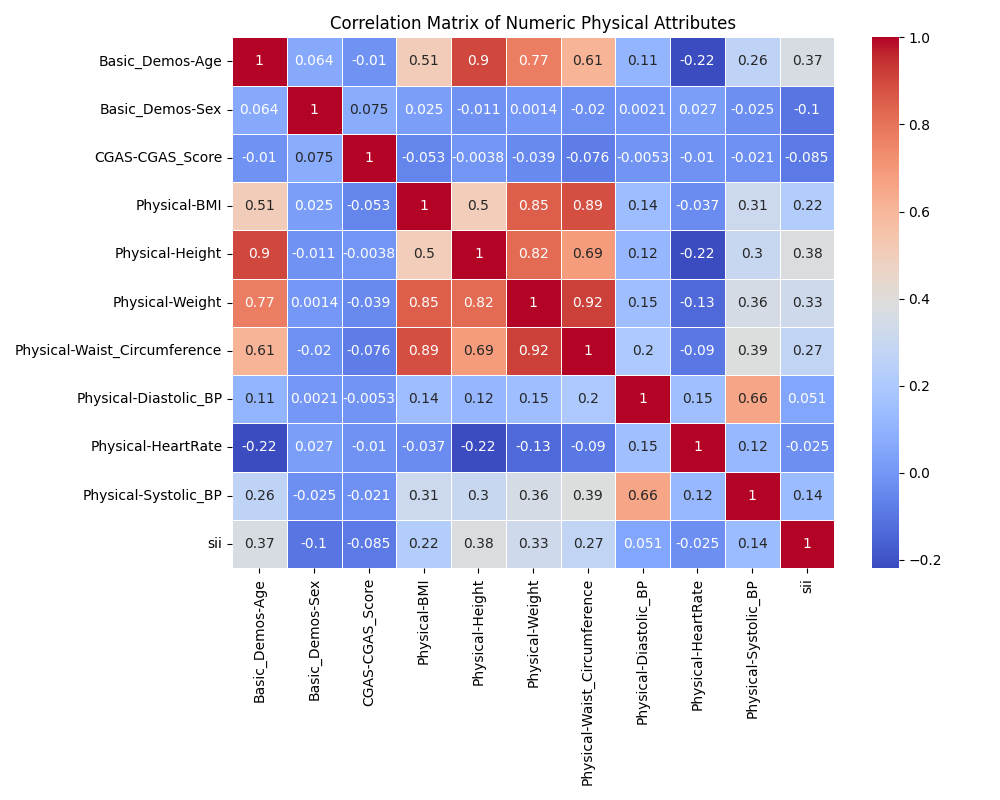 Correlation Matrix of Numeric Physical Attributes
Basic_Demos-Age 1 0.064 -0.01 0.51 0.9 0.77 0.61 0.11 -0.22 0.26 0.37
Basic_Demos-Sex 0.064 1 0.075 0.025 -0.011 0.0014 -0.02 0.0021 0.027 -0.025 -0.1
CGAS-CGAS_Score -0.01 0.075 1 -0.053 -0.0038 -0.039 -0.076 -0.0053 -0.01 -0.021 -0.085
Physical-BMI 0.51 0.025 -0.053 1 0.5 0.85 0.89 0.14 -0.037 0.31 0.22
Physical-Height 0.9 -0.011 -0.0038 0.5 1 0.82 0.69 0.12 -0.22 0.3 0.38
Physical-Weight 0.77 0.0014 -0.039 0.85 0.82 1 0.92 0.15 -0.13 0.36 0.33
Physical-Waist_Circumference 0.61 -0.02 -0.076 0.89 0.69 0.92 1 0.2 -0.09 0.39 0.27
Physical-Diastolic_BP 0.11 0.0021 -0.0053 0.14 0.12 0.15 0.2 1 0.15 0.66 0.051
Physical-HeartRate -0.22 0.027 -0.01 -0.037 -0.22 -0.13 -0.09 0.15 1 0.12 -0.025
Physical-Systolic_BP 0.26 -0.025 -0.021 0.31 0.3 0.36 0.39 0.66 0.12 1 0.14
sii 0.37 -0.1 -0.085 0.22 0.38 0.33 0.27 0.051 -0.025 0.14 1
Basic_Demos-Age
Basic_Demos-Sex
CGAS-CGAS_Score
Physical-BMI
Physical-Height
Physical-Weight
Physical-Waist_Circumference
Physical-Diastolic_BP
Physical-HeartRate
Physical-Systolic_BP
sii
1.0
0.8
0.6
0.4
0.2
0.0
−0.2